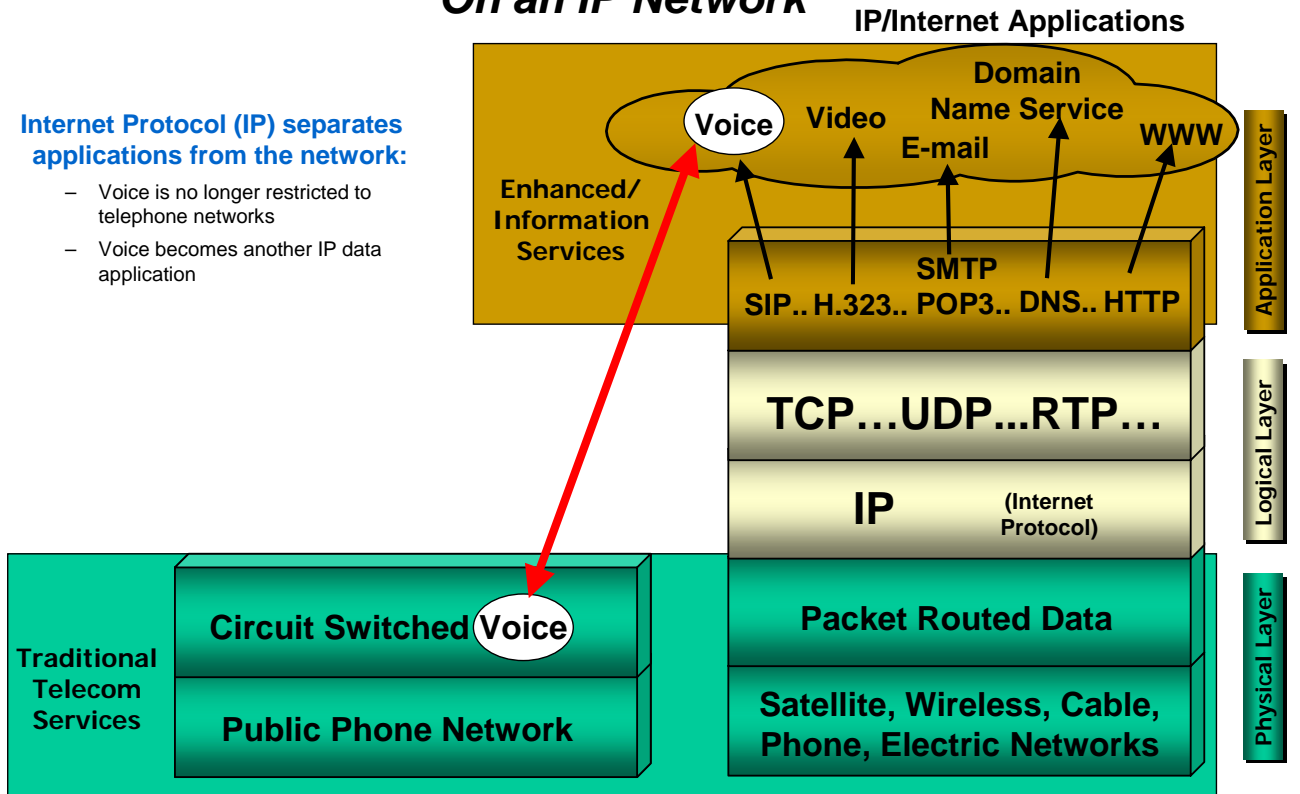 On an IP Network
IP/Internet Applications
Internet Protocol (IP) separates
applications from the network:
– Voice is no longer restricted to
telephone networks
– Voice becomes another IP data
application
Voice
Video
E-mail
Domain
Name Service
WWW
Enhanced/
Information
Services
SIP.. H.323..
SMTP
POP3..
DNS.. HTTP
Application Layer
TCP…UDP...RTP…
IP
(Internet
Protocol)
Logical Layer
Traditional
Telecom
Services
Circuit Switched Voice
Public Phone Network
Packet Routed Data
Satellite, Wireless, Cable,
Phone, Electric Networks
Physical Layer